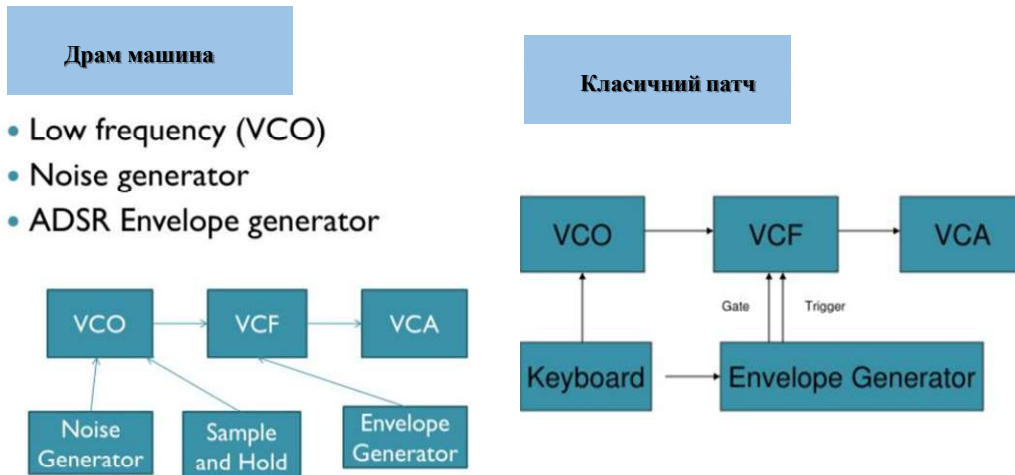 Драм машина
• Low frequency (VCO)
• Noise generator
• ADSR Envelope generator
VCO
VCF
VCA
Noise
Generator
Sample
and Hold
Envelope
Generator
Класичний патч
VCO
VCF
VCA
Gate
Trigger
Keyboard
Envelope Generator